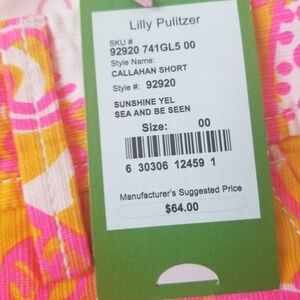 Lilly Pulitzer
SKU #
92920 741GL5 00
Style Name:
CALLAHAN SHORT
Style #: 92920
SUNSHINE YEL
SEA AND BE SEEN
Size: 00
6 30306 12459 1
Manufacturer's Suggested Price
$64.00